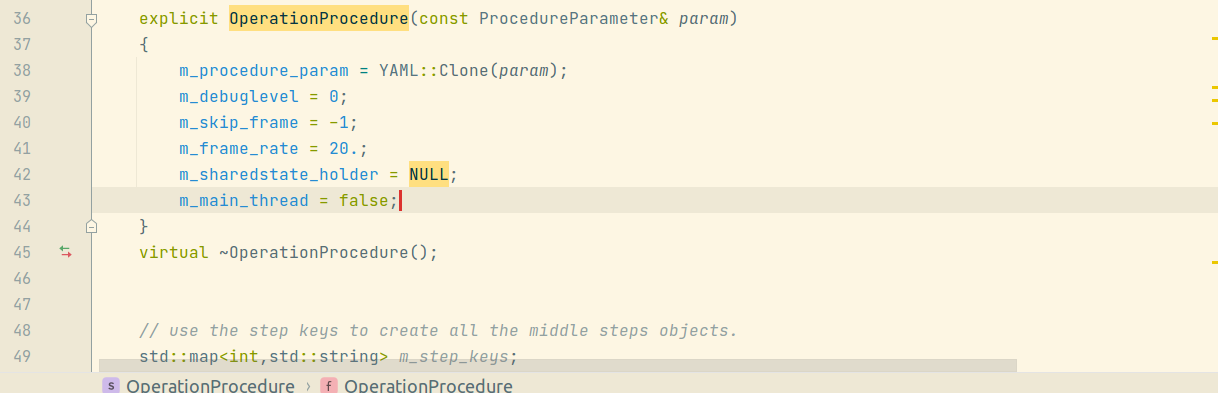 36 explicit OperationProcedure(const ProcedureParameter& param)
37 {
38 m_procedure_param = YAML::Clone(param);
39 m_debuglevel = 0;
40 m_skip_frame = -1;
41 m_frame_rate = 20.;
42 m_sharedstate_holder = NULL;
43 m_main_thread = false;
44 }
45 virtual ~OperationProcedure();
46
47
48 // use the step keys to create all the middle steps objects.
49 std::map<int,std::string> m_step_keys;
S OperationProcedure › f OperationProcedure